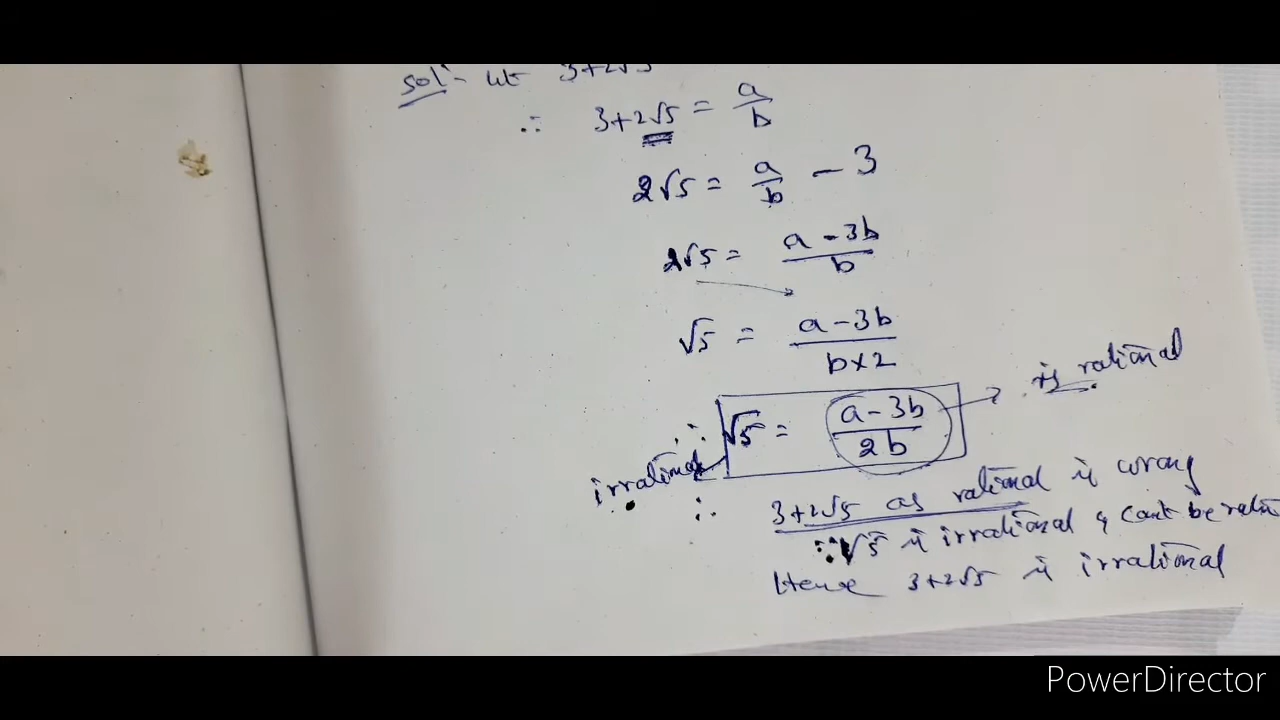 Sol:- Let 3+2√5
∴ 3+2√5 = a/b
2√5 = a/b - 3
2√5 = a-3b/b
√5 = a-3b/b×2
∴ √5 = a-3b/2b → is rational
irrational
∴ 3+2√5 as rational is wrong
∵ √5 is irrational & can't be
Hence 3+2√5 is irrational
PowerDirector